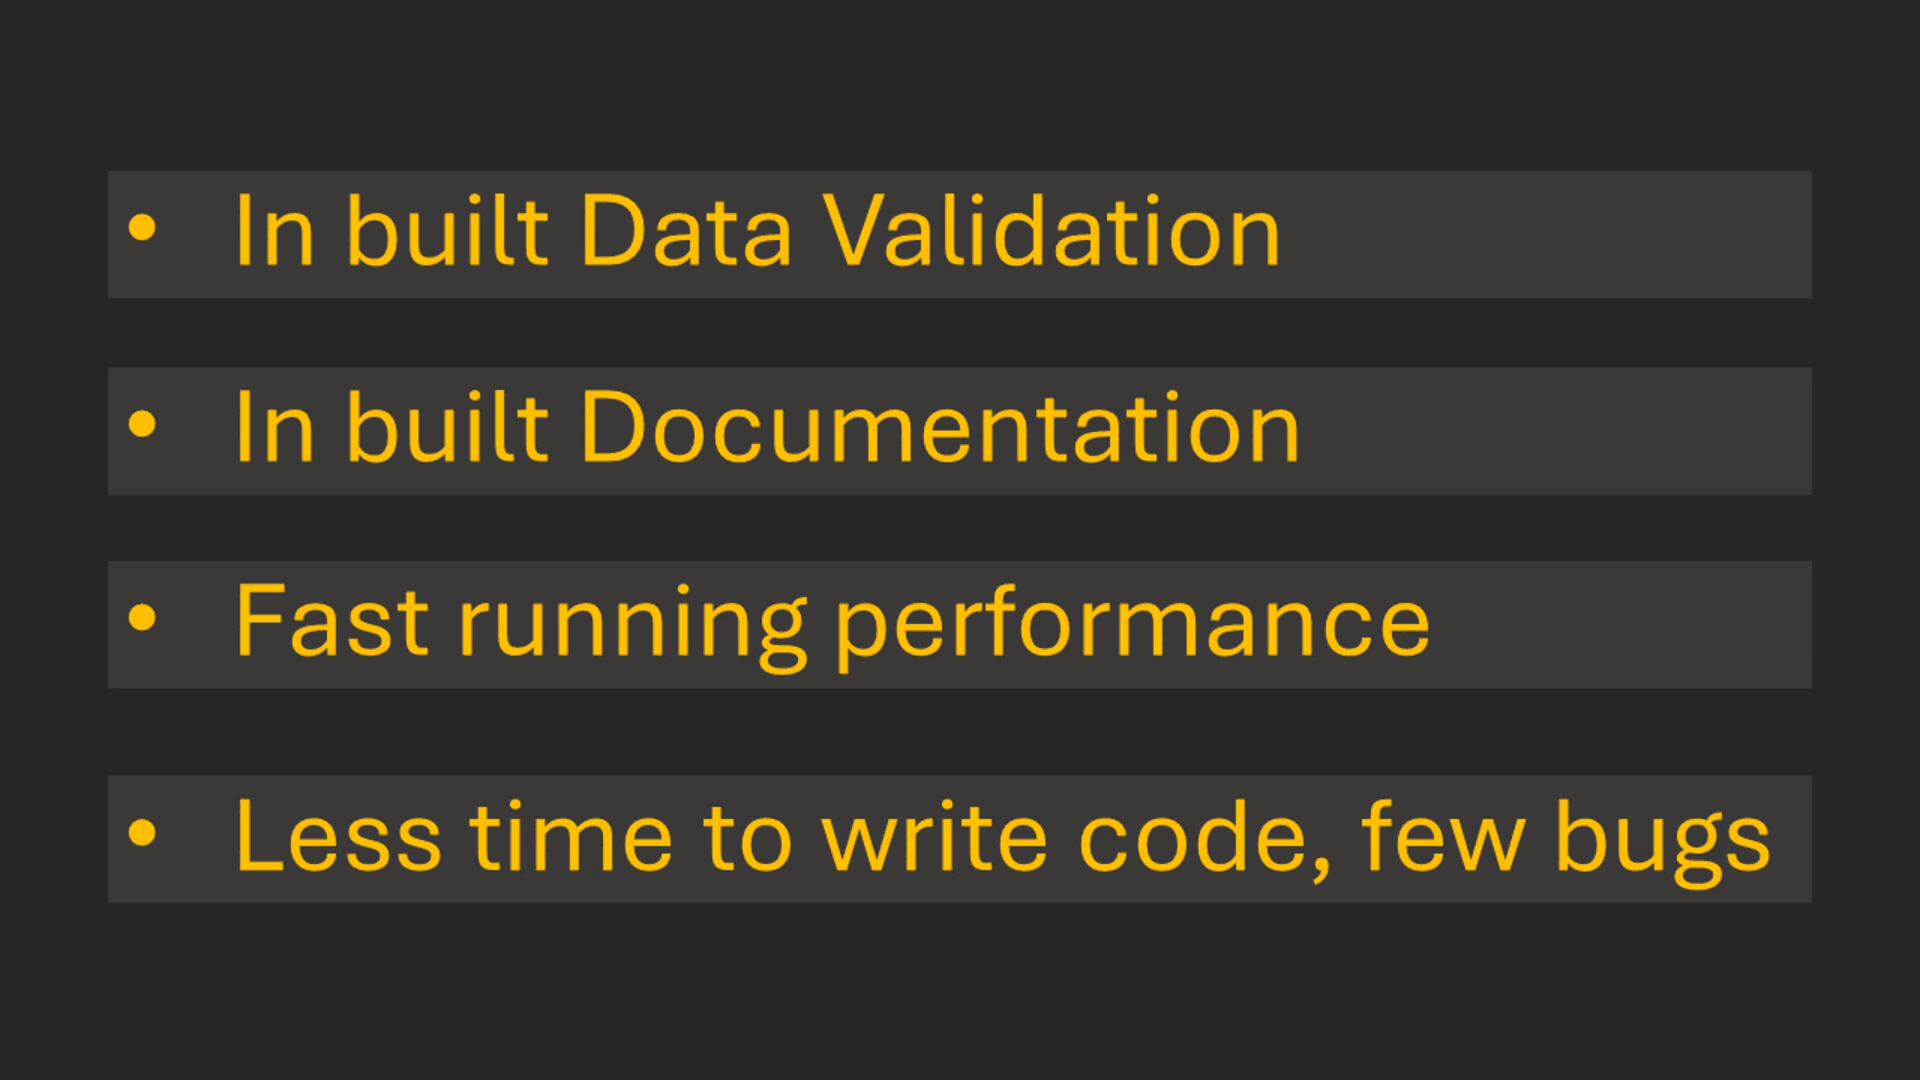 • In built Data Validation
• In built Documentation
• Fast running performance
• Less time to write code, few bugs